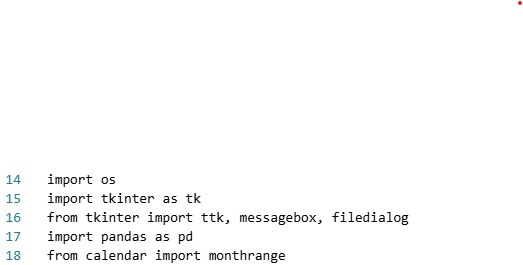 14 import os
15 import tkinter as tk
16 from tkinter import ttk, messagebox, filedialog
17 import pandas as pd
18 from calendar import monthrange